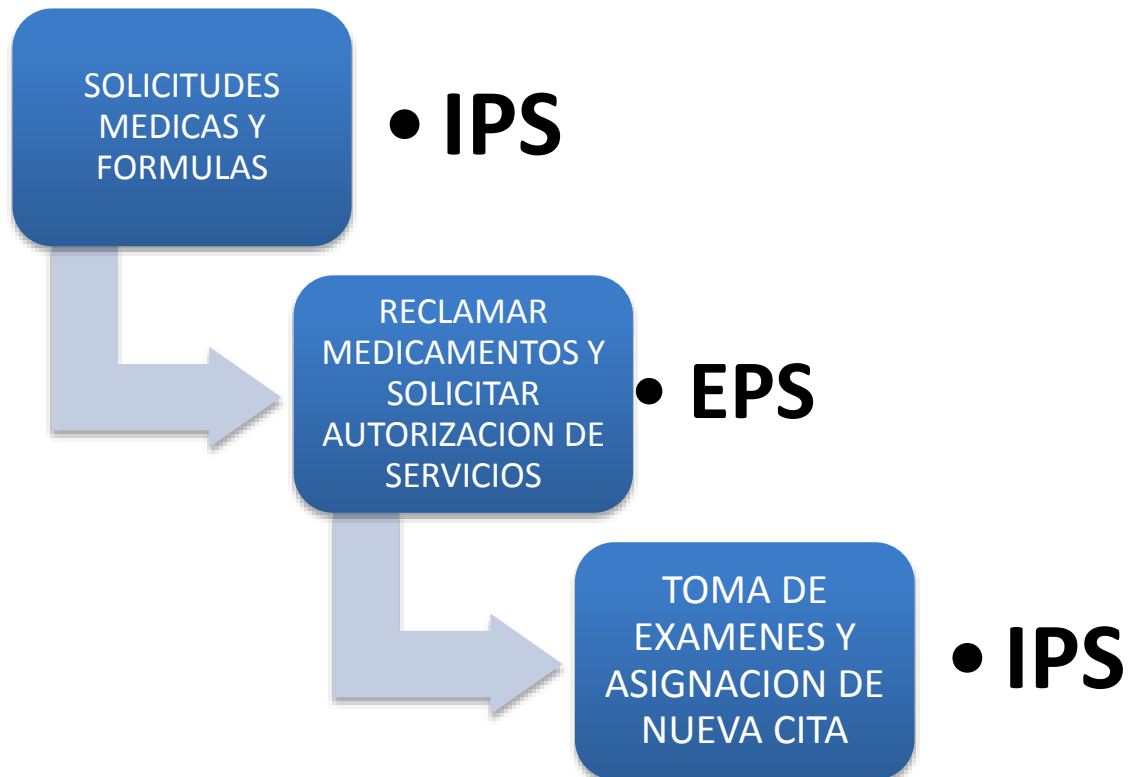 SOLICITUDES
MEDICAS Y
FORMULAS
• IPS
RECLAMAR
MEDICAMENTOS Y
SOLICITAR
AUTORIZACION DE
SERVICIOS
• EPS
TOMA DE
EXAMENES Y
ASIGNACION DE
NUEVA CITA
• IPS